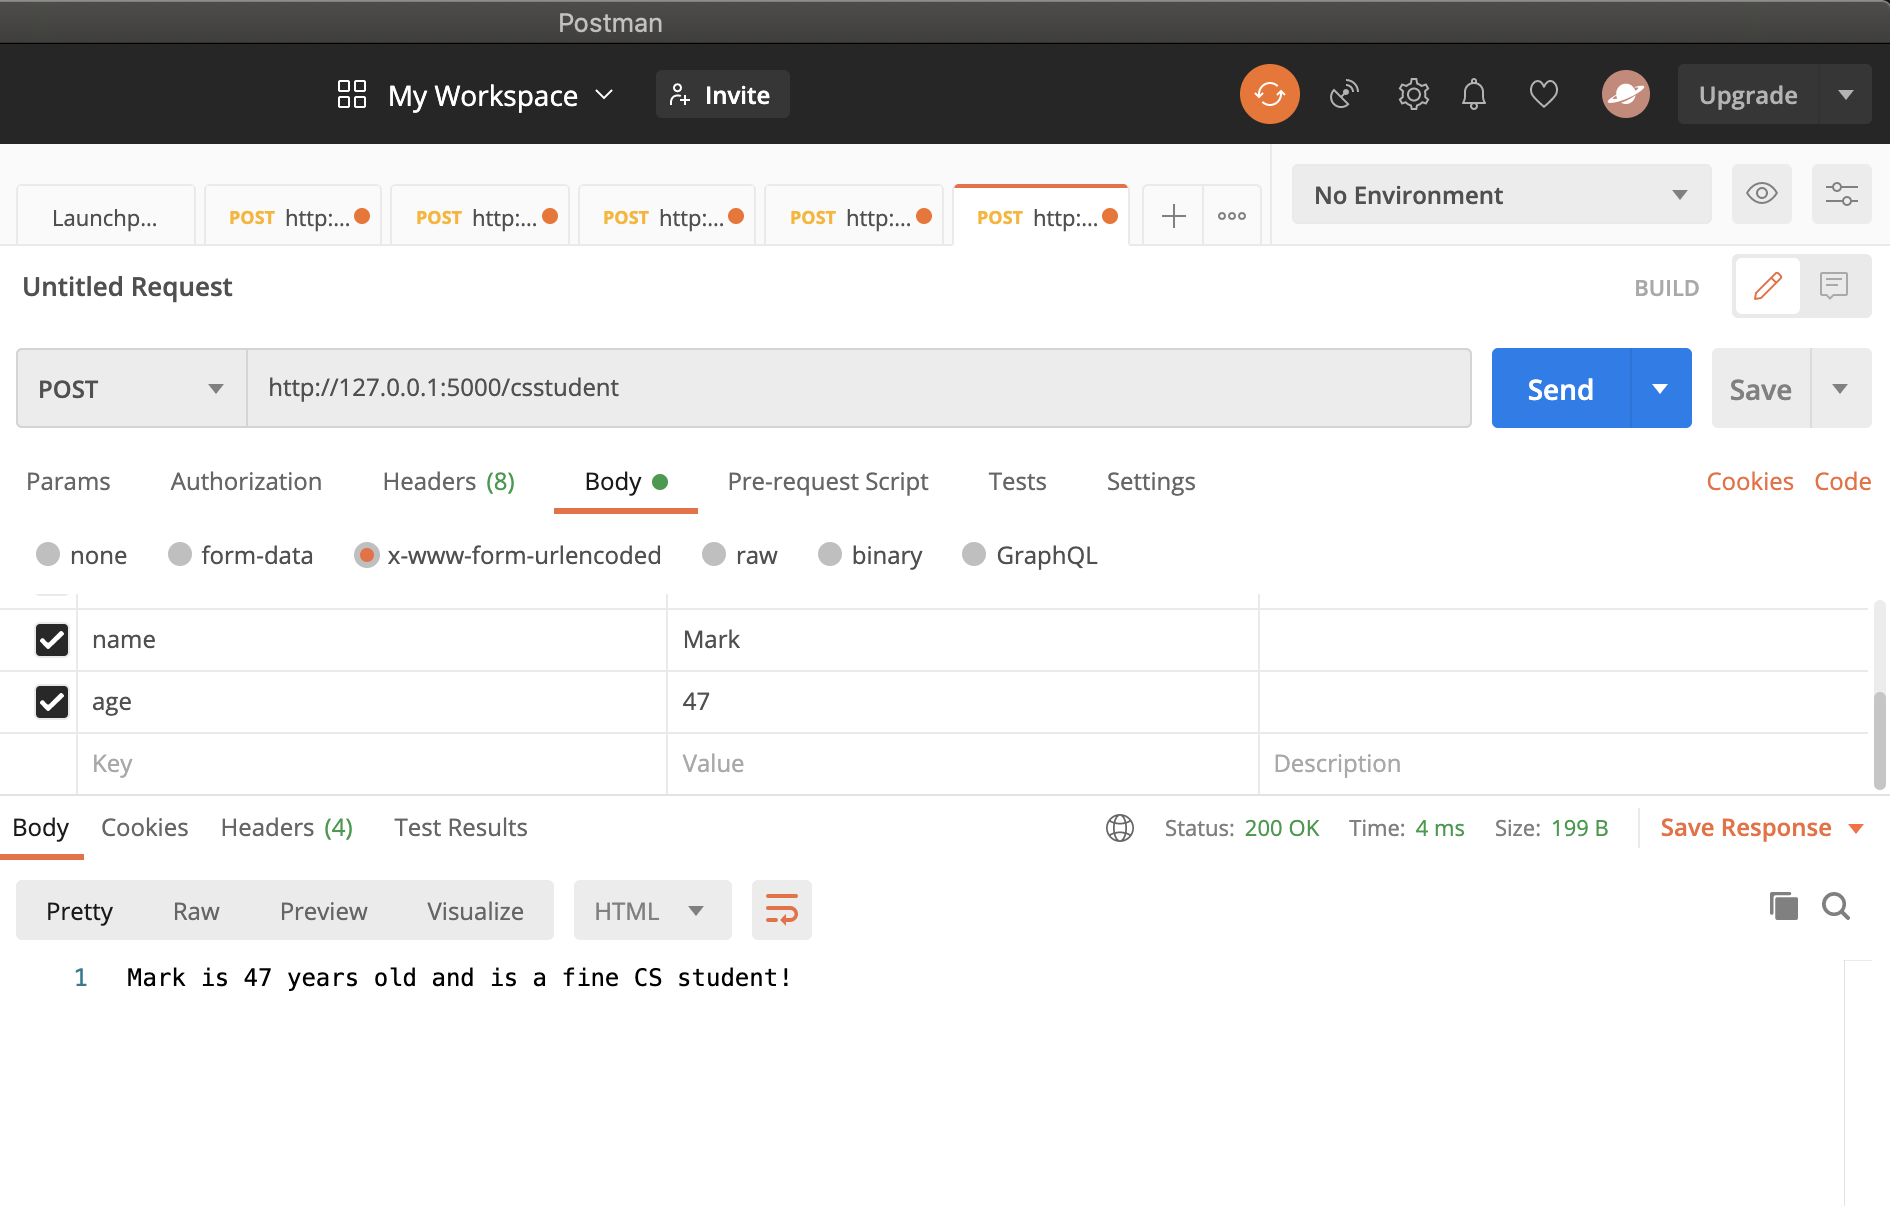 Postman
My Workspace Invite Upgrade
Launchp... POST http:... POST http:... POST http:... POST http:... POST http:... No Environment
Untitled Request BUILD
POST http://127.0.0.1:5000/csstudent Send Save
Params Authorization Headers (8) Body Pre-request Script Tests Settings Cookies Code
none form-data x-www-form-urlencoded raw binary GraphQL
name Mark
age 47
Key Value Description
Body Cookies Headers (4) Test Results Status: 200 OK Time: 4 ms Size: 199 B Save Response
Pretty Raw Preview Visualize HTML
1 Mark is 47 years old and is a fine CS student!